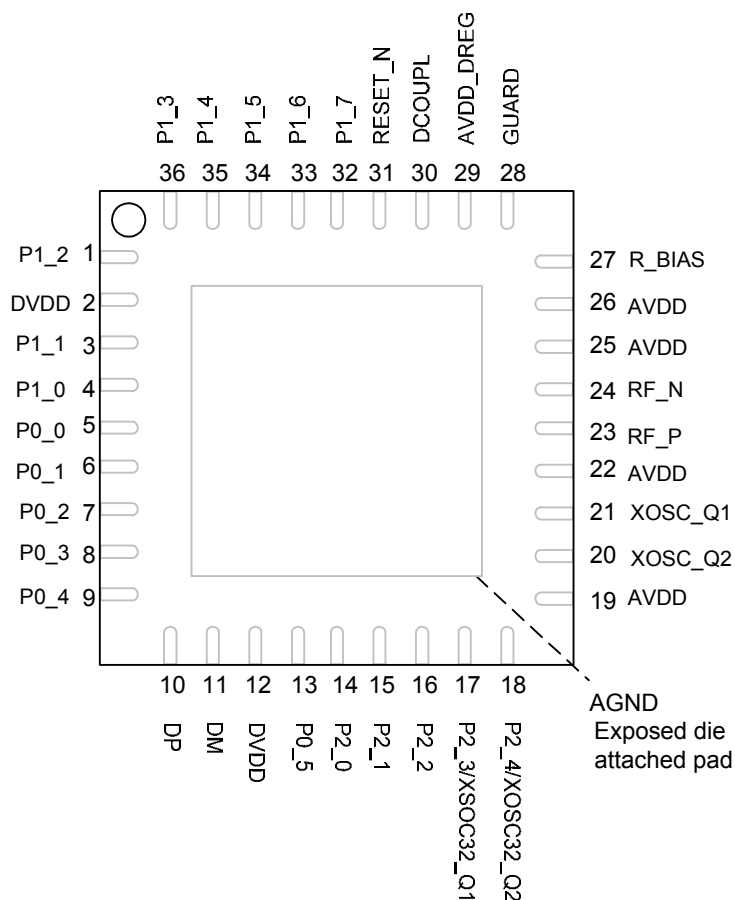 P1_3
P1_4
P1_5
P1_6
P1_7
RESET_N
DCOUPL
AVDD_DREG
GUARD
36 35 34 33 32 31 30 29 28
P1_2 1
DVDD 2
P1_1 3
P1_0 4
P0_0 5
P0_1 6
P0_2 7
P0_3 8
P0_4 9
27 R_BIAS
26 AVDD
25 AVDD
24 RF_N
23 RF_P
22 AVDD
21 XOSC_Q1
20 XOSC_Q2
19 AVDD
10 11 12 13 14 15 16 17 18
DP
DM
DVDD
P0_5
P2_0
P2_1
P2_2
P2_3/XSOC32_Q1
P2_4/XOSC32_Q2
AGND
Exposed die
attached pad